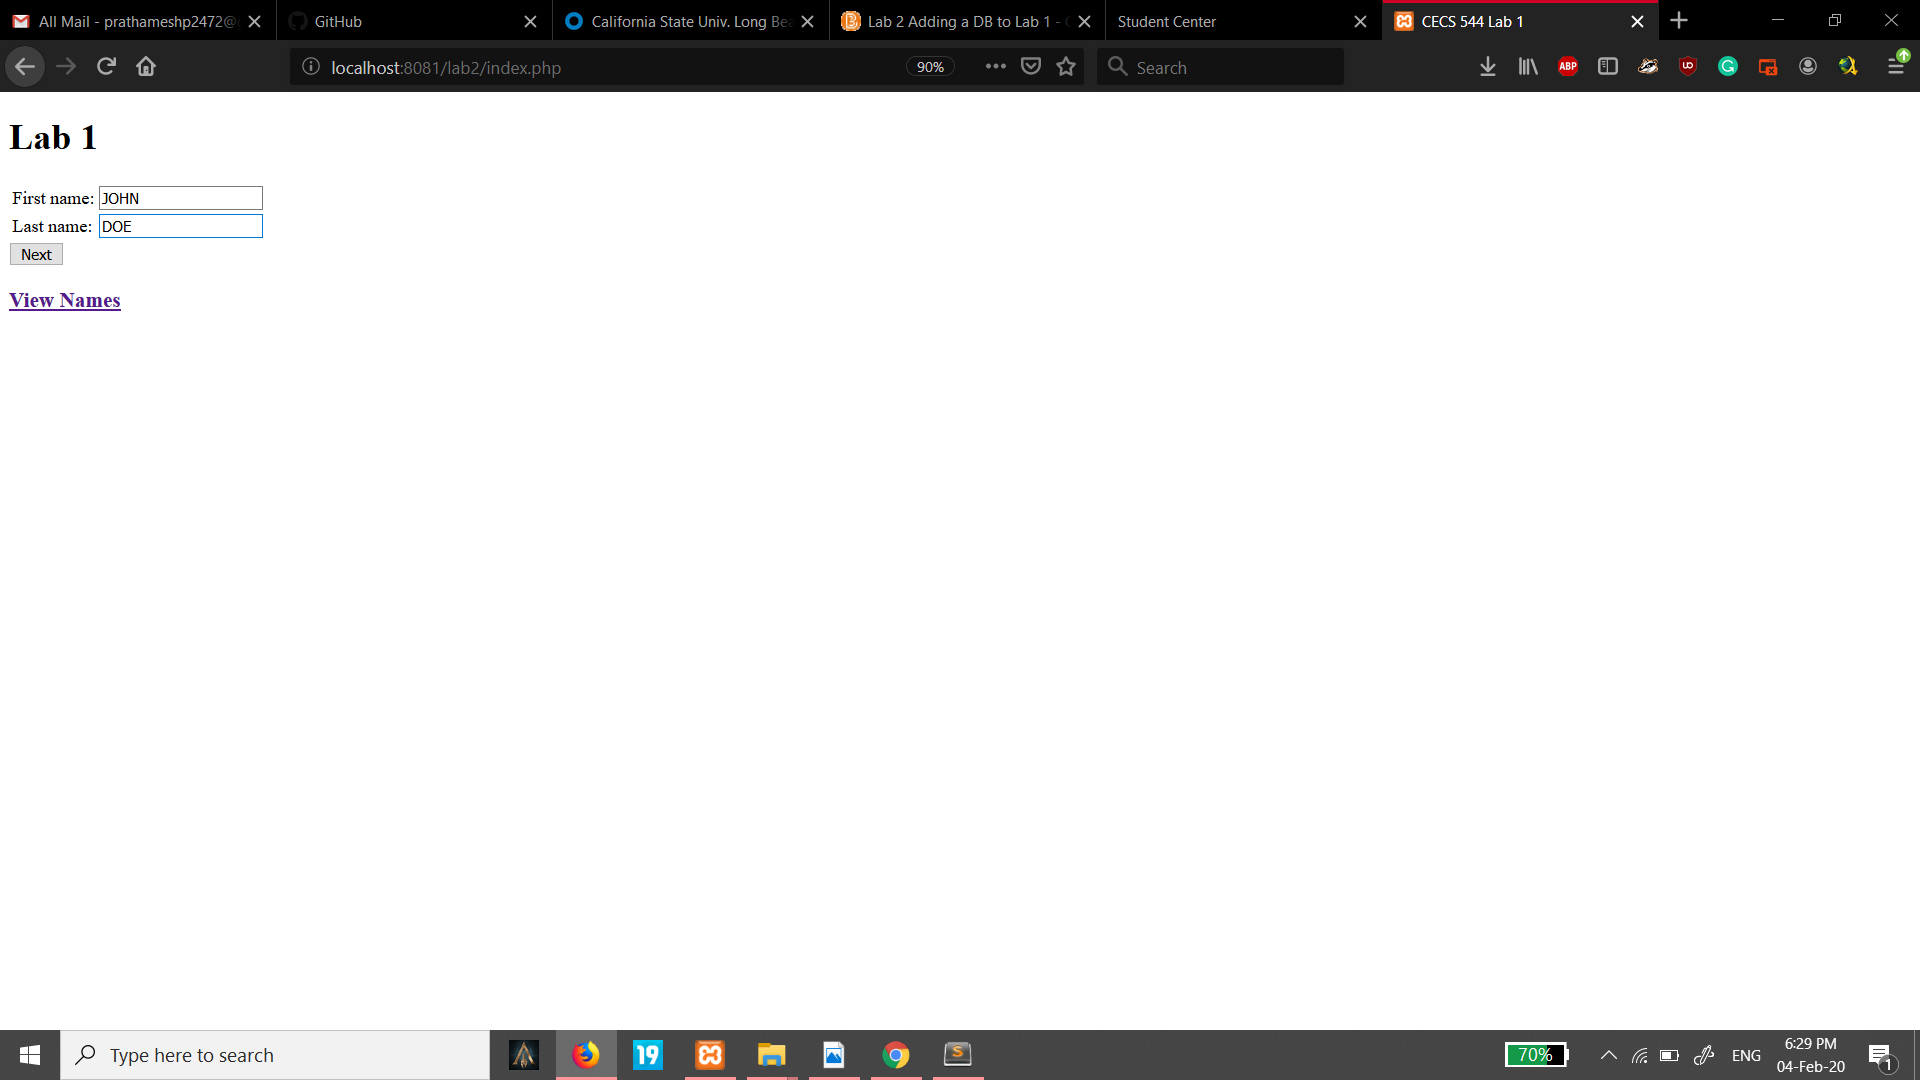 All Mail - prathameshp2472@
GitHub
California State Univ. Long Bea
Lab 2 Adding a DB to Lab 1 -
Student Center
CECS 544 Lab 1
localhost:8081/lab2/index.php
90%
Search
ABP
Lab 1
First name: JOHN
Last name: DOE
Next
View Names
Type here to search
19
S
70%
ENG
6:29 PM
04-Feb-20
1